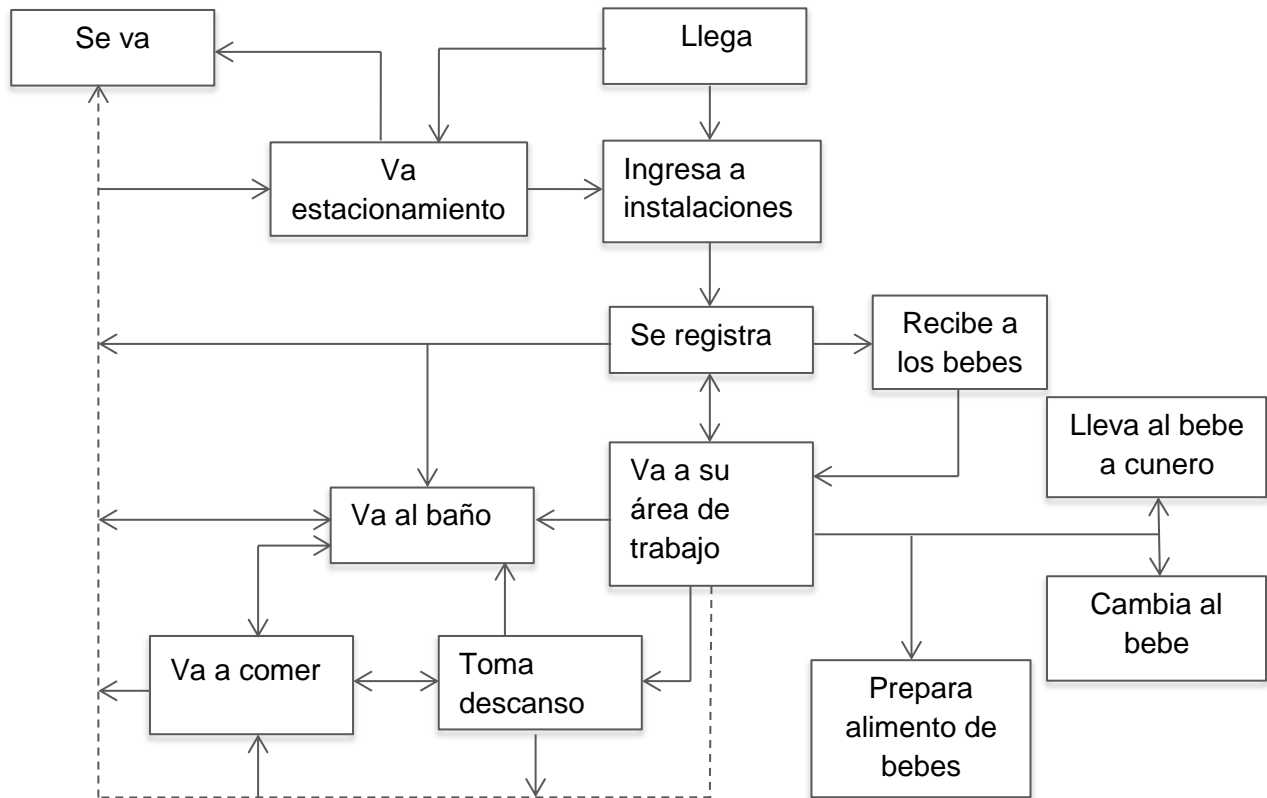 Se va
Llega
Va
estacionamiento
Ingresa a
instalaciones
Se registra
Recibe a
los bebes
Lleva al bebe
a cunero
Va a su
área de
trabajo
Va al baño
Cambia al
bebe
Va a comer
Toma
descanso
Prepara
alimento de
bebes